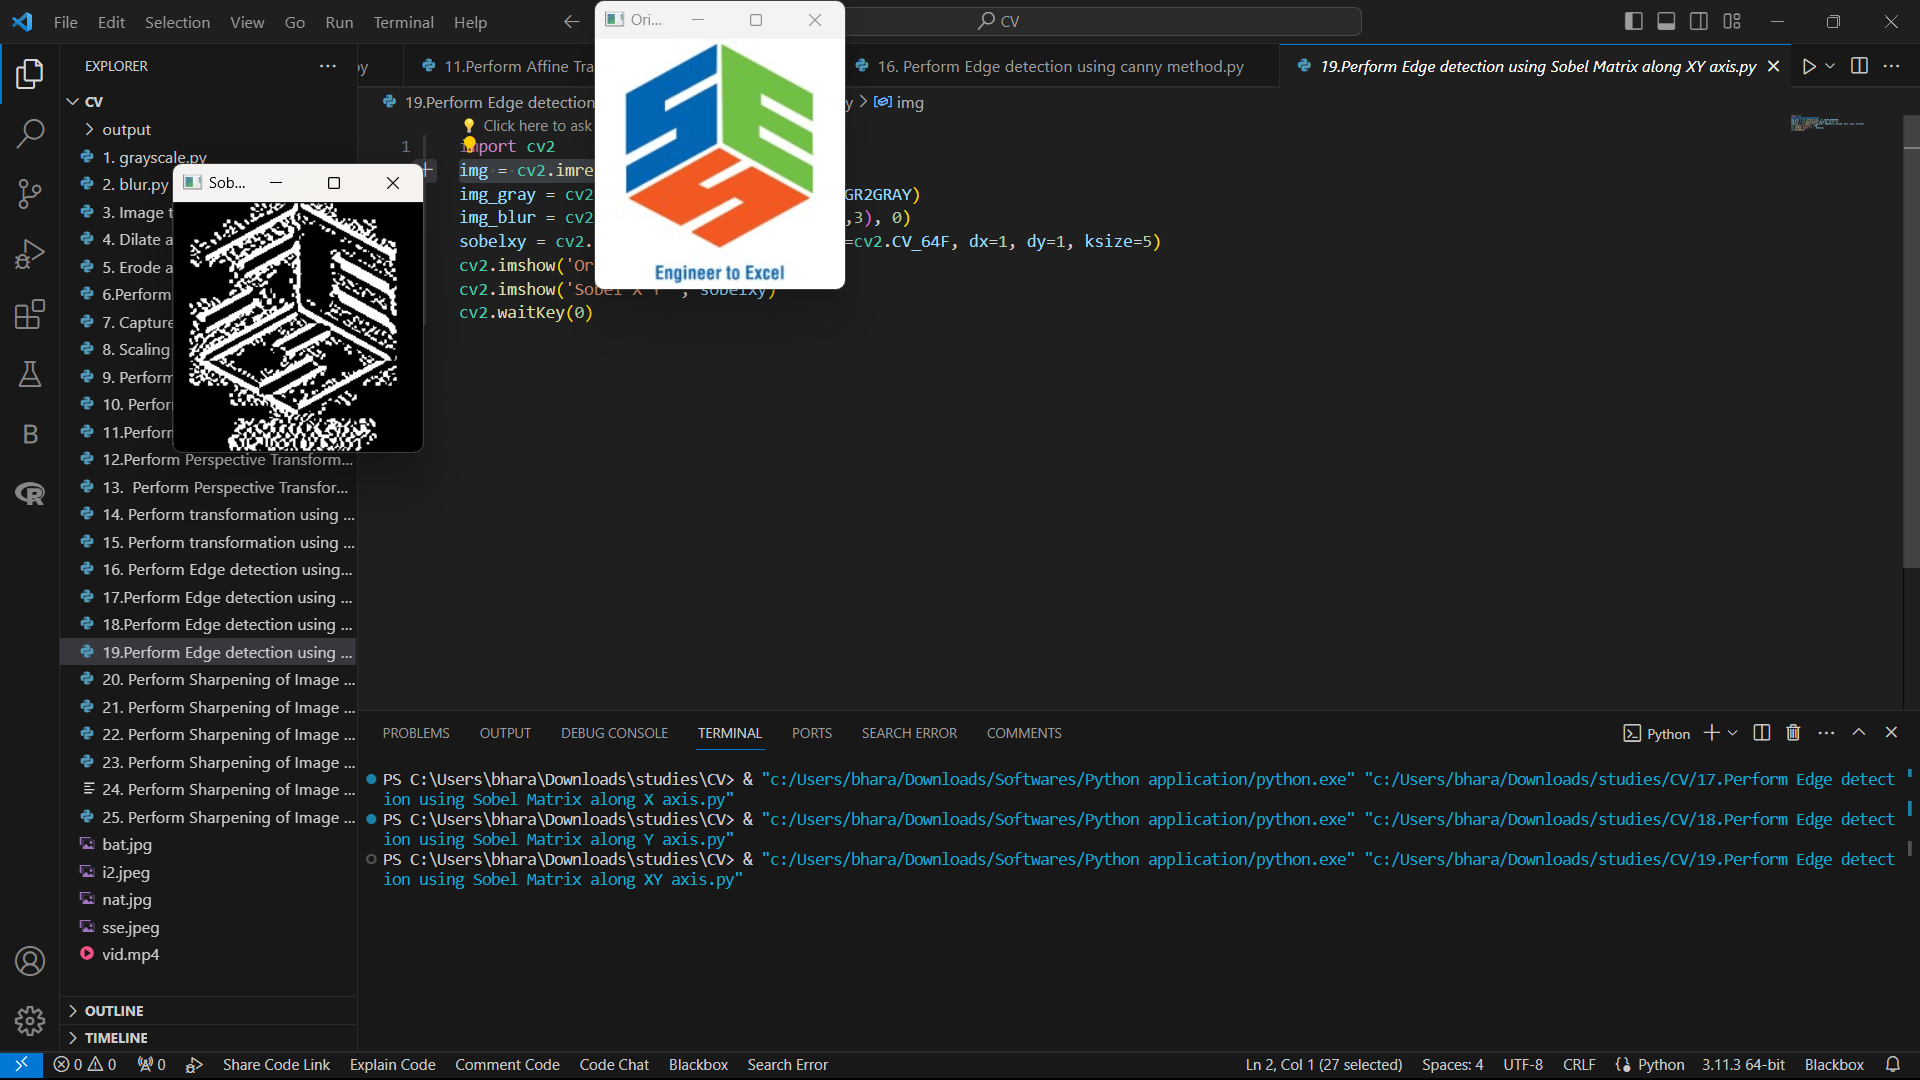 File Edit Selection View Go Run Terminal Help
CV
EXPLORER
CV
output
1. grayscale.py
2. blur.py
3. Image t
4. Dilate a
5. Erode a
6.Perform
7. Capture
8. Scaling
9. Perform
10. Perfor
11.Perform
12.Perform Perspective Transform...
13. Perform Perspective Transfor...
14. Perform transformation using ...
15. Perform transformation using ...
16. Perform Edge detection using...
17.Perform Edge detection using ...
18.Perform Edge detection using ...
19.Perform Edge detection using ...
20. Perform Sharpening of Image ...
21. Perform Sharpening of Image ...
22. Perform Sharpening of Image ...
23. Perform Sharpening of Image ...
24. Perform Sharpening of Image ...
25. Perform Sharpening of Image ...
bat.jpg
i2.jpeg
nat.jpg
sse.jpeg
vid.mp4
OUTLINE
TIMELINE
Sob...
Ori...
SES
Engineer to Excel
py
11.Perform Affine Tra
16. Perform Edge detection using canny method.py
19.Perform Edge detection using Sobel Matrix along XY axis.py
19.Perform Edge detection y > img
Click here to ask
1 import cv2
img = cv2.imre
img_gray = cv2 GR2GRAY)
img_blur = cv2 ,3), 0)
sobelxy = cv2. =cv2.CV_64F, dx=1, dy=1, ksize=5)
cv2.imshow('Or
cv2.imshow('Sobel X Y', sobelxy)
cv2.waitKey(0)
PROBLEMS OUTPUT DEBUG CONSOLE TERMINAL PORTS SEARCH ERROR COMMENTS
Python
PS C:\Users\bhara\Downloads\studies\CV> & "c:/Users/bhara/Downloads/Softwares/Python application/python.exe" "c:/Users/bhara/Downloads/studies/CV/17.Perform Edge detect
ion using Sobel Matrix along X axis.py"
PS C:\Users\bhara\Downloads\studies\CV> & "c:/Users/bhara/Downloads/Softwares/Python application/python.exe" "c:/Users/bhara/Downloads/studies/CV/18.Perform Edge detect
ion using Sobel Matrix along Y axis.py"
PS C:\Users\bhara\Downloads\studies\CV> & "c:/Users/bhara/Downloads/Softwares/Python application/python.exe" "c:/Users/bhara/Downloads/studies/CV/19.Perform Edge detect
ion using Sobel Matrix along XY axis.py"
0 0 0 Share Code Link Explain Code Comment Code Code Chat Blackbox Search Error Ln 2, Col 1 (27 selected) Spaces: 4 UTF-8 CRLF Python 3.11.3 64-bit Blackbox